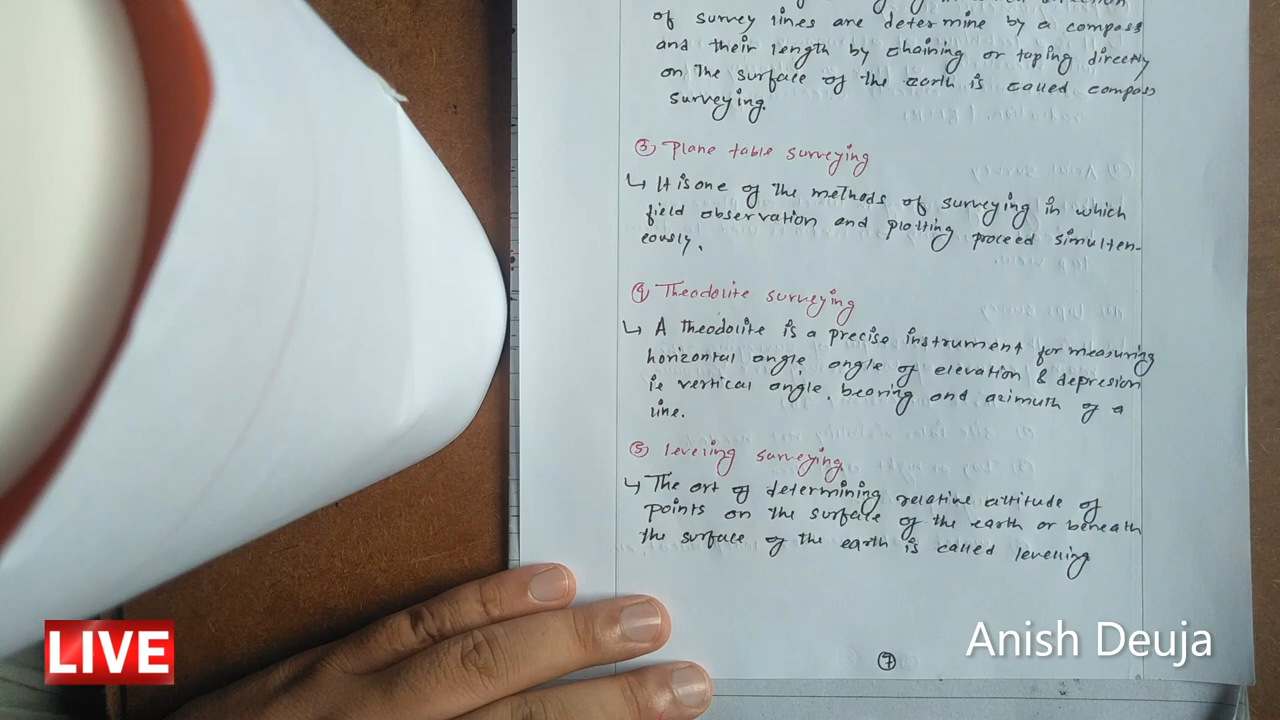 of survey lines are determine by a compass
and their length by chaining or taping directly
on the surface of the earth is called compass
surveying.
③ Plane table surveying
↳ It is one of the methods of surveying in which
field observation and plotting proceed simulten-
eously.
④ Theodolite surveying
↳ A theodolite is a precise instrument for measuring
horizontal angle, angle of elevation & depresion
ie vertical angle, bearing and azimuth of a
line.
⑤ leveling surveying.
↳ The art of determining relative altitude of
points on the surface of the earth or beneath
the surface of the earth is called levelling
⑦
LIVE
Anish Deuja